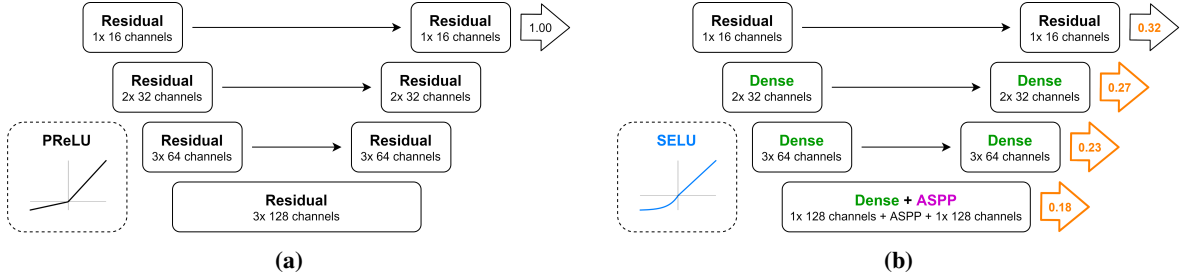 Residual
1x 16 channels
Residual
1x 16 channels
1.00
Residual
2x 32 channels
Residual
2x 32 channels
PReLU
Residual
3x 64 channels
Residual
3x 64 channels
Residual
3x 128 channels
(a)
Residual
1x 16 channels
Residual
1x 16 channels
0.32
Dense
2x 32 channels
Dense
2x 32 channels
0.27
SELU
Dense
3x 64 channels
Dense
3x 64 channels
0.23
Dense + ASPP
1x 128 channels + ASPP + 1x 128 channels
0.18
(b)